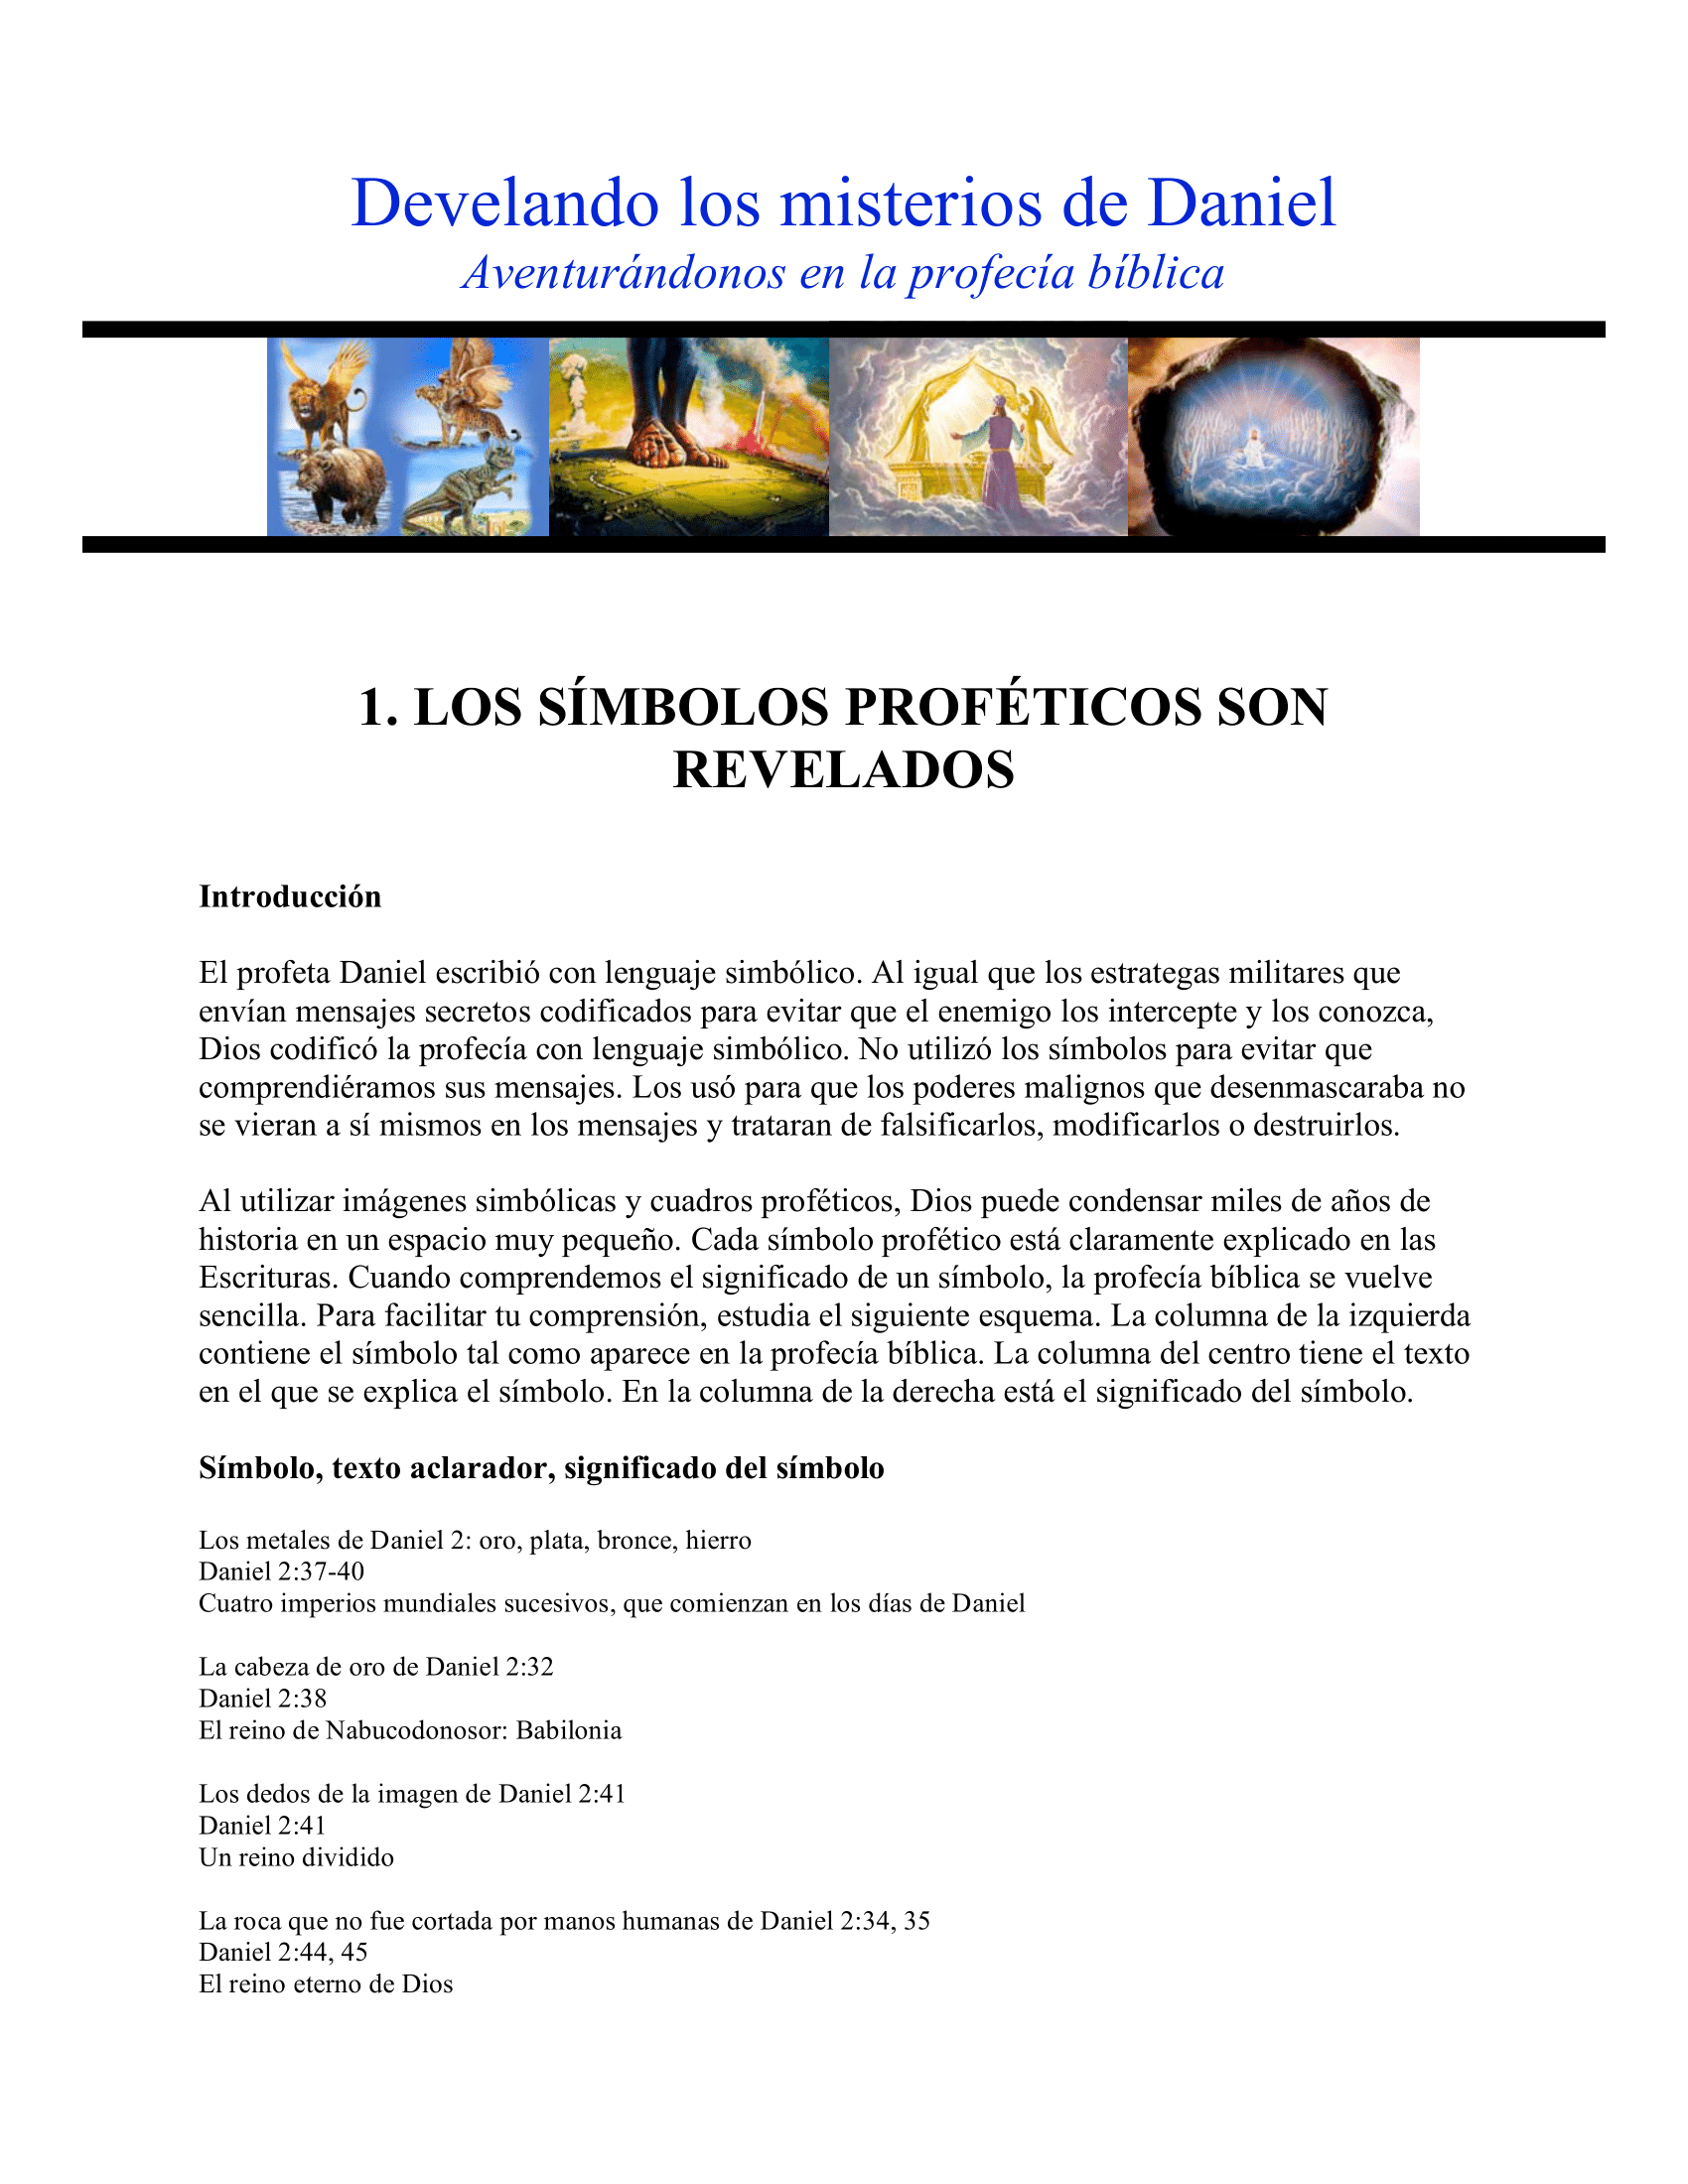 Develando los misterios de Daniel
Aventurándonos en la profecía bíblica
1. LOS SÍMBOLOS PROFÉTICOS SON
REVELADOS
Introducción
El profeta Daniel escribió con lenguaje simbólico. Al igual que los estrategas militares que
envían mensajes secretos codificados para evitar que el enemigo los intercepte y los conozca,
Dios codificó la profecía con lenguaje simbólico. No utilizó los símbolos para evitar que
comprendiéramos sus mensajes. Los usó para que los poderes malignos que desenmascaraba no
se vieran a sí mismos en los mensajes y trataran de falsificarlos, modificarlos o destruirlos.
Al utilizar imágenes simbólicas y cuadros proféticos, Dios puede condensar miles de años de
historia en un espacio muy pequeño. Cada símbolo profético está claramente explicado en las
Escrituras. Cuando comprendemos el significado de un símbolo, la profecía bíblica se vuelve
sencilla. Para facilitar tu comprensión, estudia el siguiente esquema. La columna de la izquierda
contiene el símbolo tal como aparece en la profecía bíblica. La columna del centro tiene el texto
en el que se explica el símbolo. En la columna de la derecha está el significado del símbolo.
Símbolo, texto aclarador, significado del símbolo
Los metales de Daniel 2: oro, plata, bronce, hierro
Daniel 2:37-40
Cuatro imperios mundiales sucesivos, que comienzan en los días de Daniel
La cabeza de oro de Daniel 2:32
Daniel 2:38
El reino de Nabucodonosor: Babilonia
Los dedos de la imagen de Daniel 2:41
Daniel 2:41
Un reino dividido
La roca que no fue cortada por manos humanas de Daniel 2:34, 35
Daniel 2:44, 45
El reino eterno de Dios